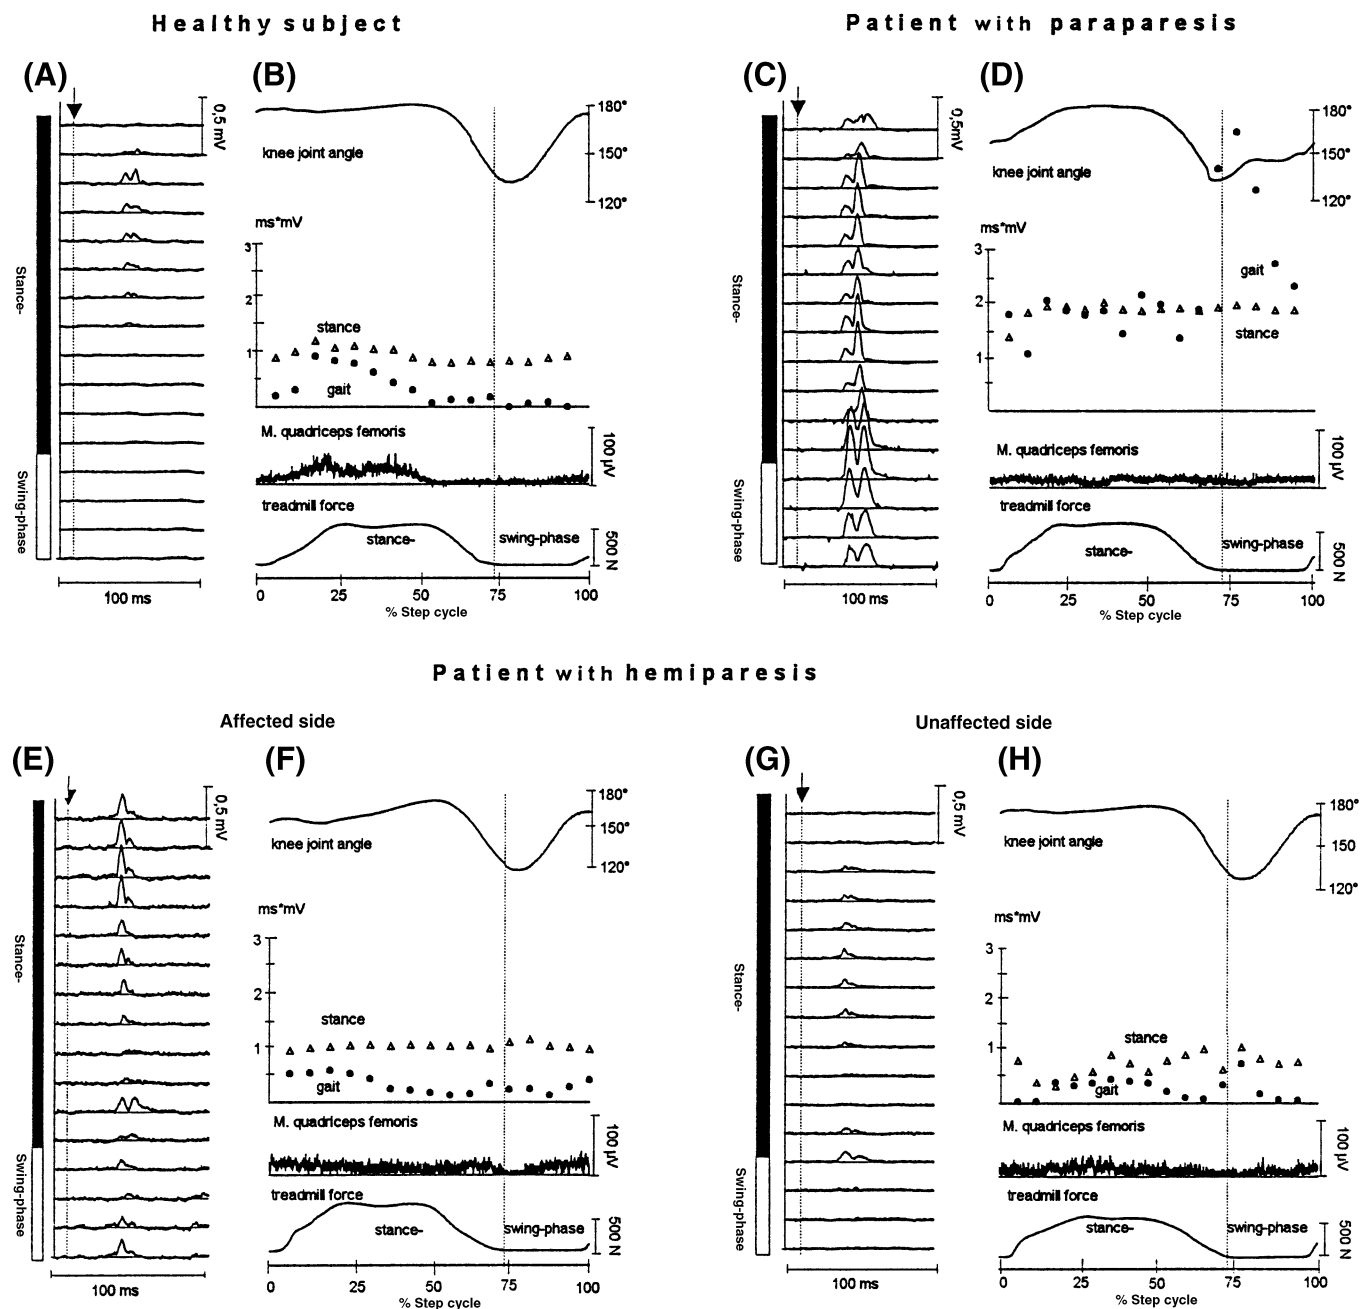 Healthy subject
Patient with paraparesis
(A)
0,5 mV
Stance-
Swing-phase
100 ms
(B)
180°
150°
120°
knee joint angle
ms*mV
3
2
1
stance
gait
M. quadriceps femoris
100 µV
treadmill force
stance-
swing-phase
500 N
0
25
50
75
100
% Step cycle
(C)
0,5mV
Stance-
Swing-phase
100 ms
(D)
180°
150°
120°
knee joint angle
ms*mV
3
2
1
gait
stance
M. quadriceps femoris
100 µV
treadmill force
stance-
swing-phase
500 N
0
25
50
75
100
% Step cycle
Patient with hemiparesis
Affected side
Unaffected side
(E)
0,5 mV
Stance-
Swing-phase
100 ms
(F)
180°
150°
120°
knee joint angle
ms*mV
3
2
1
stance
gait
M. quadriceps femoris
100 µV
treadmill force
stance-
swing-phase
500 N
0
25
50
75
100
% Step cycle
(G)
0,5 mV
Stance-
Swing-phase
100 ms
(H)
180°
150
120°
knee joint angle
ms*mV
3
2
1
stance
gait
M. quadriceps femoris
100 µV
treadmill force
stance-
swing-phase
500 N
0
25
50
75
100
% Step cycle